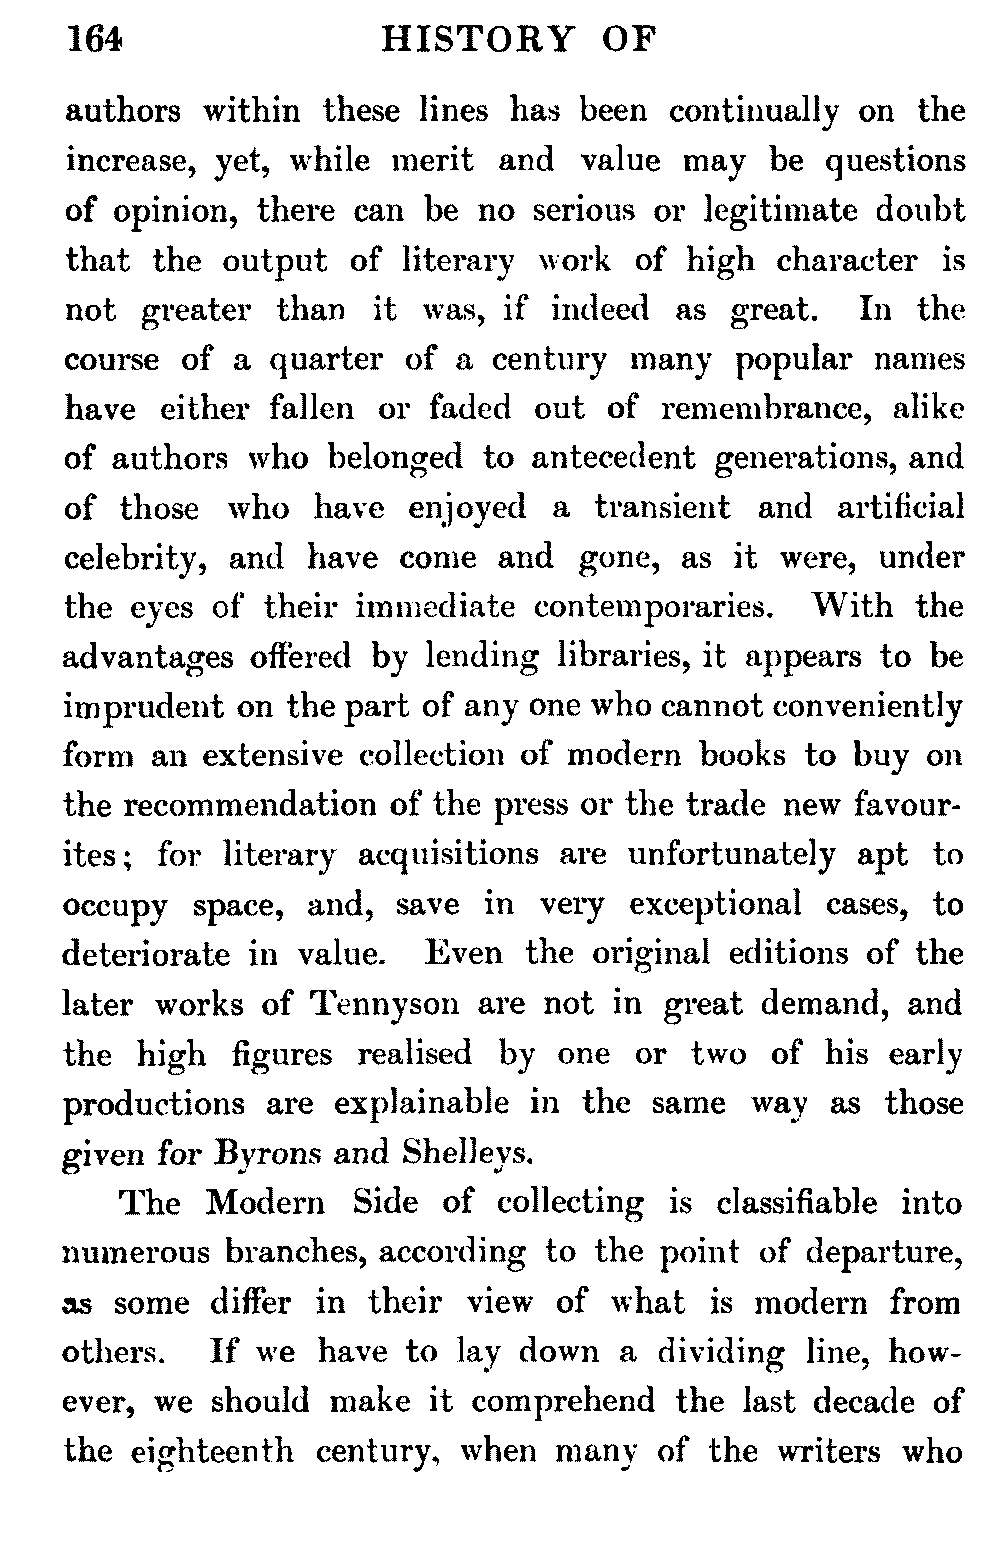 164 HISTORY OF
authors within these lines has been continually on the
increase, yet, while merit and value may be questions
of opinion, there can be no serious or legitimate doubt
that the output of literary work of high character is
not greater than it was, if indeed as great. In the
course of a quarter of a century many popular names
have either fallen or faded out of remembrance, alike
of authors who belonged to antecedent generations, and
of those who have enjoyed a transient and artificial
celebrity, and have come and gone, as it were, under
the eyes of their immediate contemporaries. With the
advantages offered by lending libraries, it appears to be
imprudent on the part of any one who cannot conveniently
form an extensive collection of modern books to buy on
the recommendation of the press or the trade new favour-
ites; for literary acquisitions are unfortunately apt to
occupy space, and, save in very exceptional cases, to
deteriorate in value. Even the original editions of the
later works of Tennyson are not in great demand, and
the high figures realised by one or two of his early
productions are explainable in the same way as those
given for Byrons and Shelleys.
The Modern Side of collecting is classifiable into
numerous branches, according to the point of departure,
as some differ in their view of what is modern from
others. If we have to lay down a dividing line, how-
ever, we should make it comprehend the last decade of
the eighteenth century, when many of the writers who